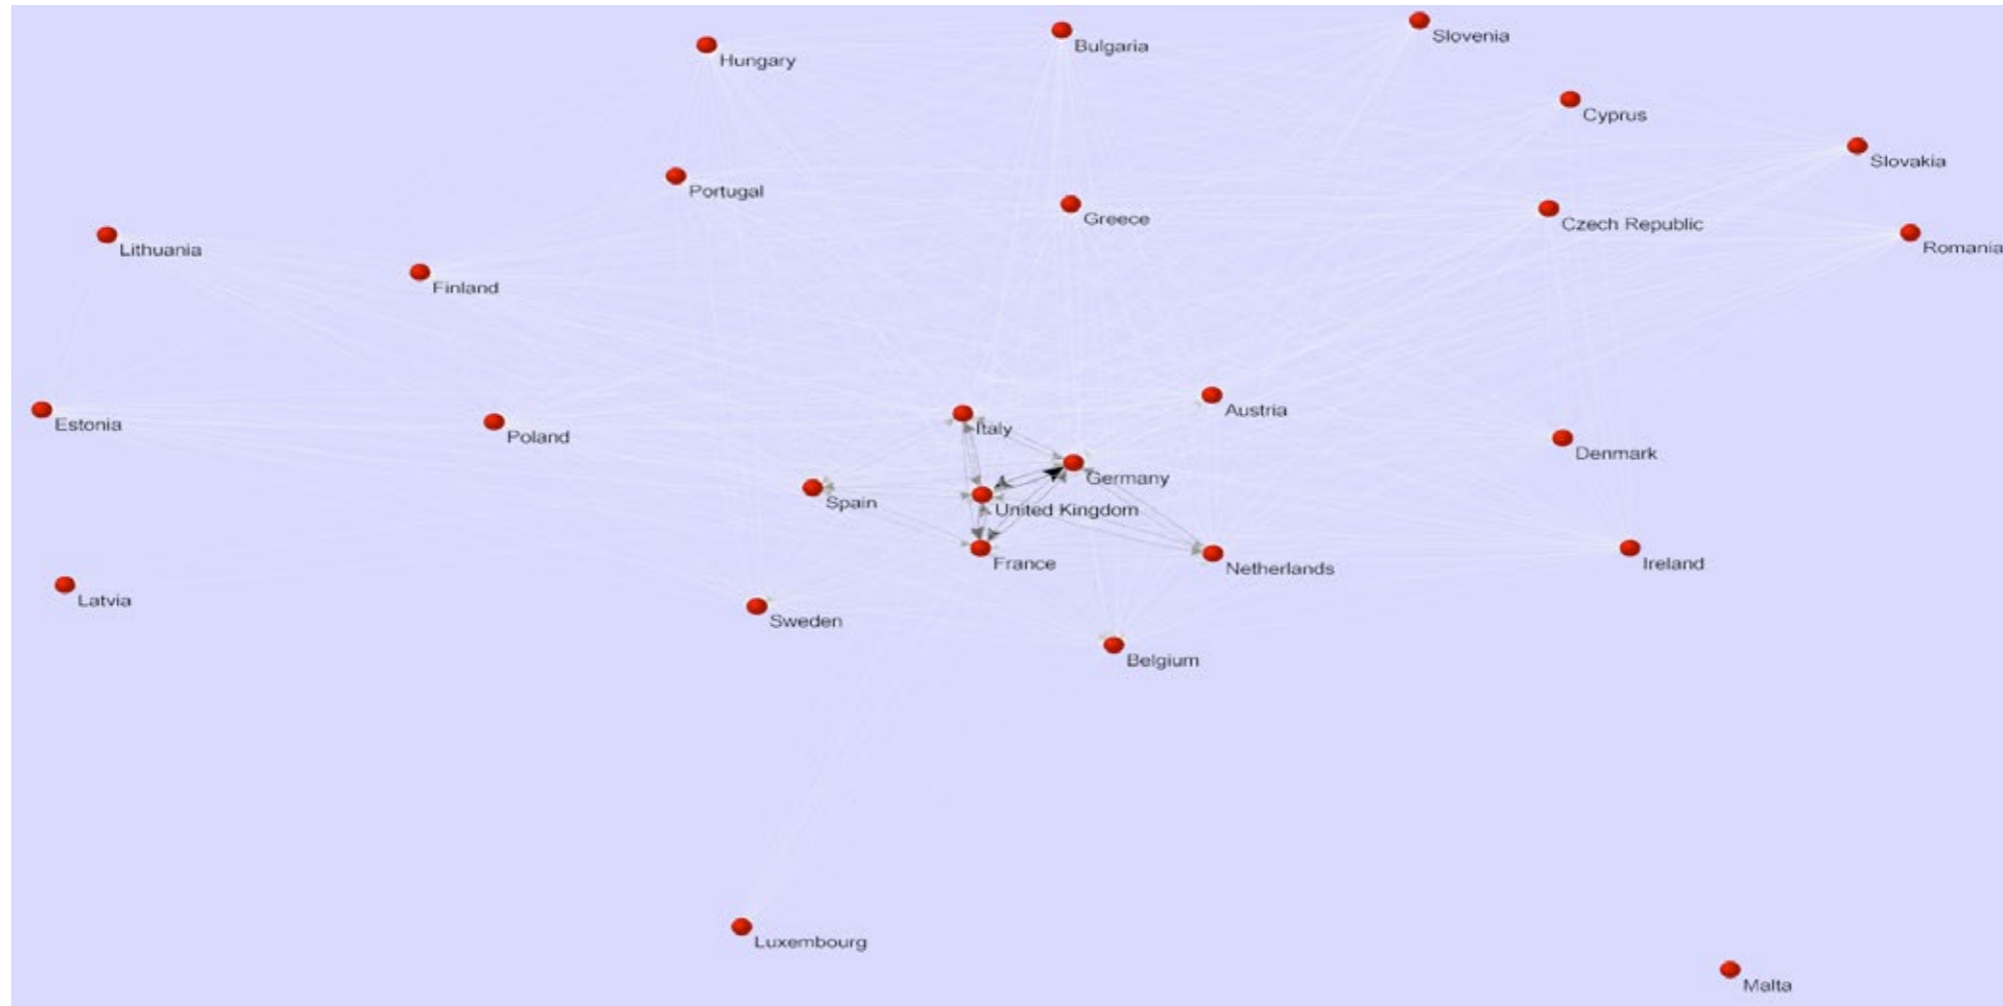 Slovenia
Bulgaria
Hungary
Cyprus
Slovakia
Portugal
Greece
Czech Republic
Lithuania
Romania
Finland
Austria
Estonia
Italy
Poland
Denmark
Germany
Spain
United Kingdom
France
Ireland
Netherlands
Latvia
Sweden
Belgium
Luxembourg
Malta